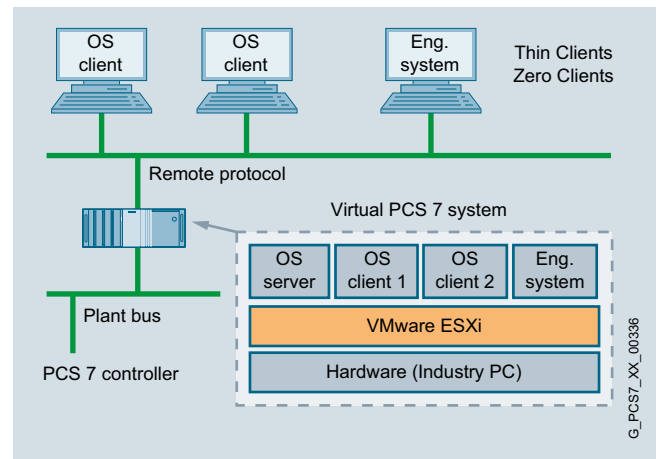 OS
client
OS
client
Eng.
system
Thin Clients
Zero Clients
Remote protocol
Virtual PCS 7 system
OS
server
OS
client 1
OS
client 2
Eng.
system
VMware ESXi
Hardware (Industry PC)
Plant bus
PCS 7 controller
G_PCS7_XX_00336